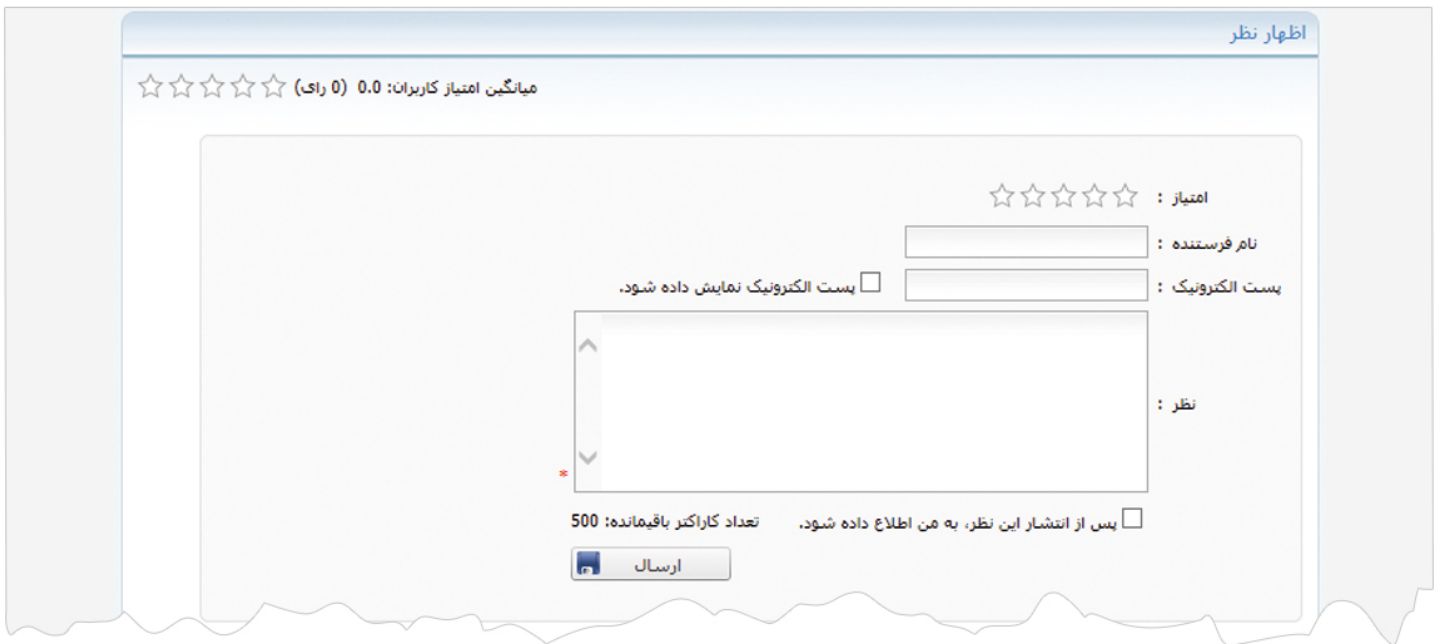 اظهار نظر
میانگین امتیاز کاربران: 0.0 (0 رای)
امتیاز :
نام فرستنده :
پست الکترونیک : پست الکترونیک نمایش داده شود.
نظر :
*
پس از انتشار این نظر، به من اطلاع داده شود. تعداد کاراکتر باقیمانده: 500
ارسال